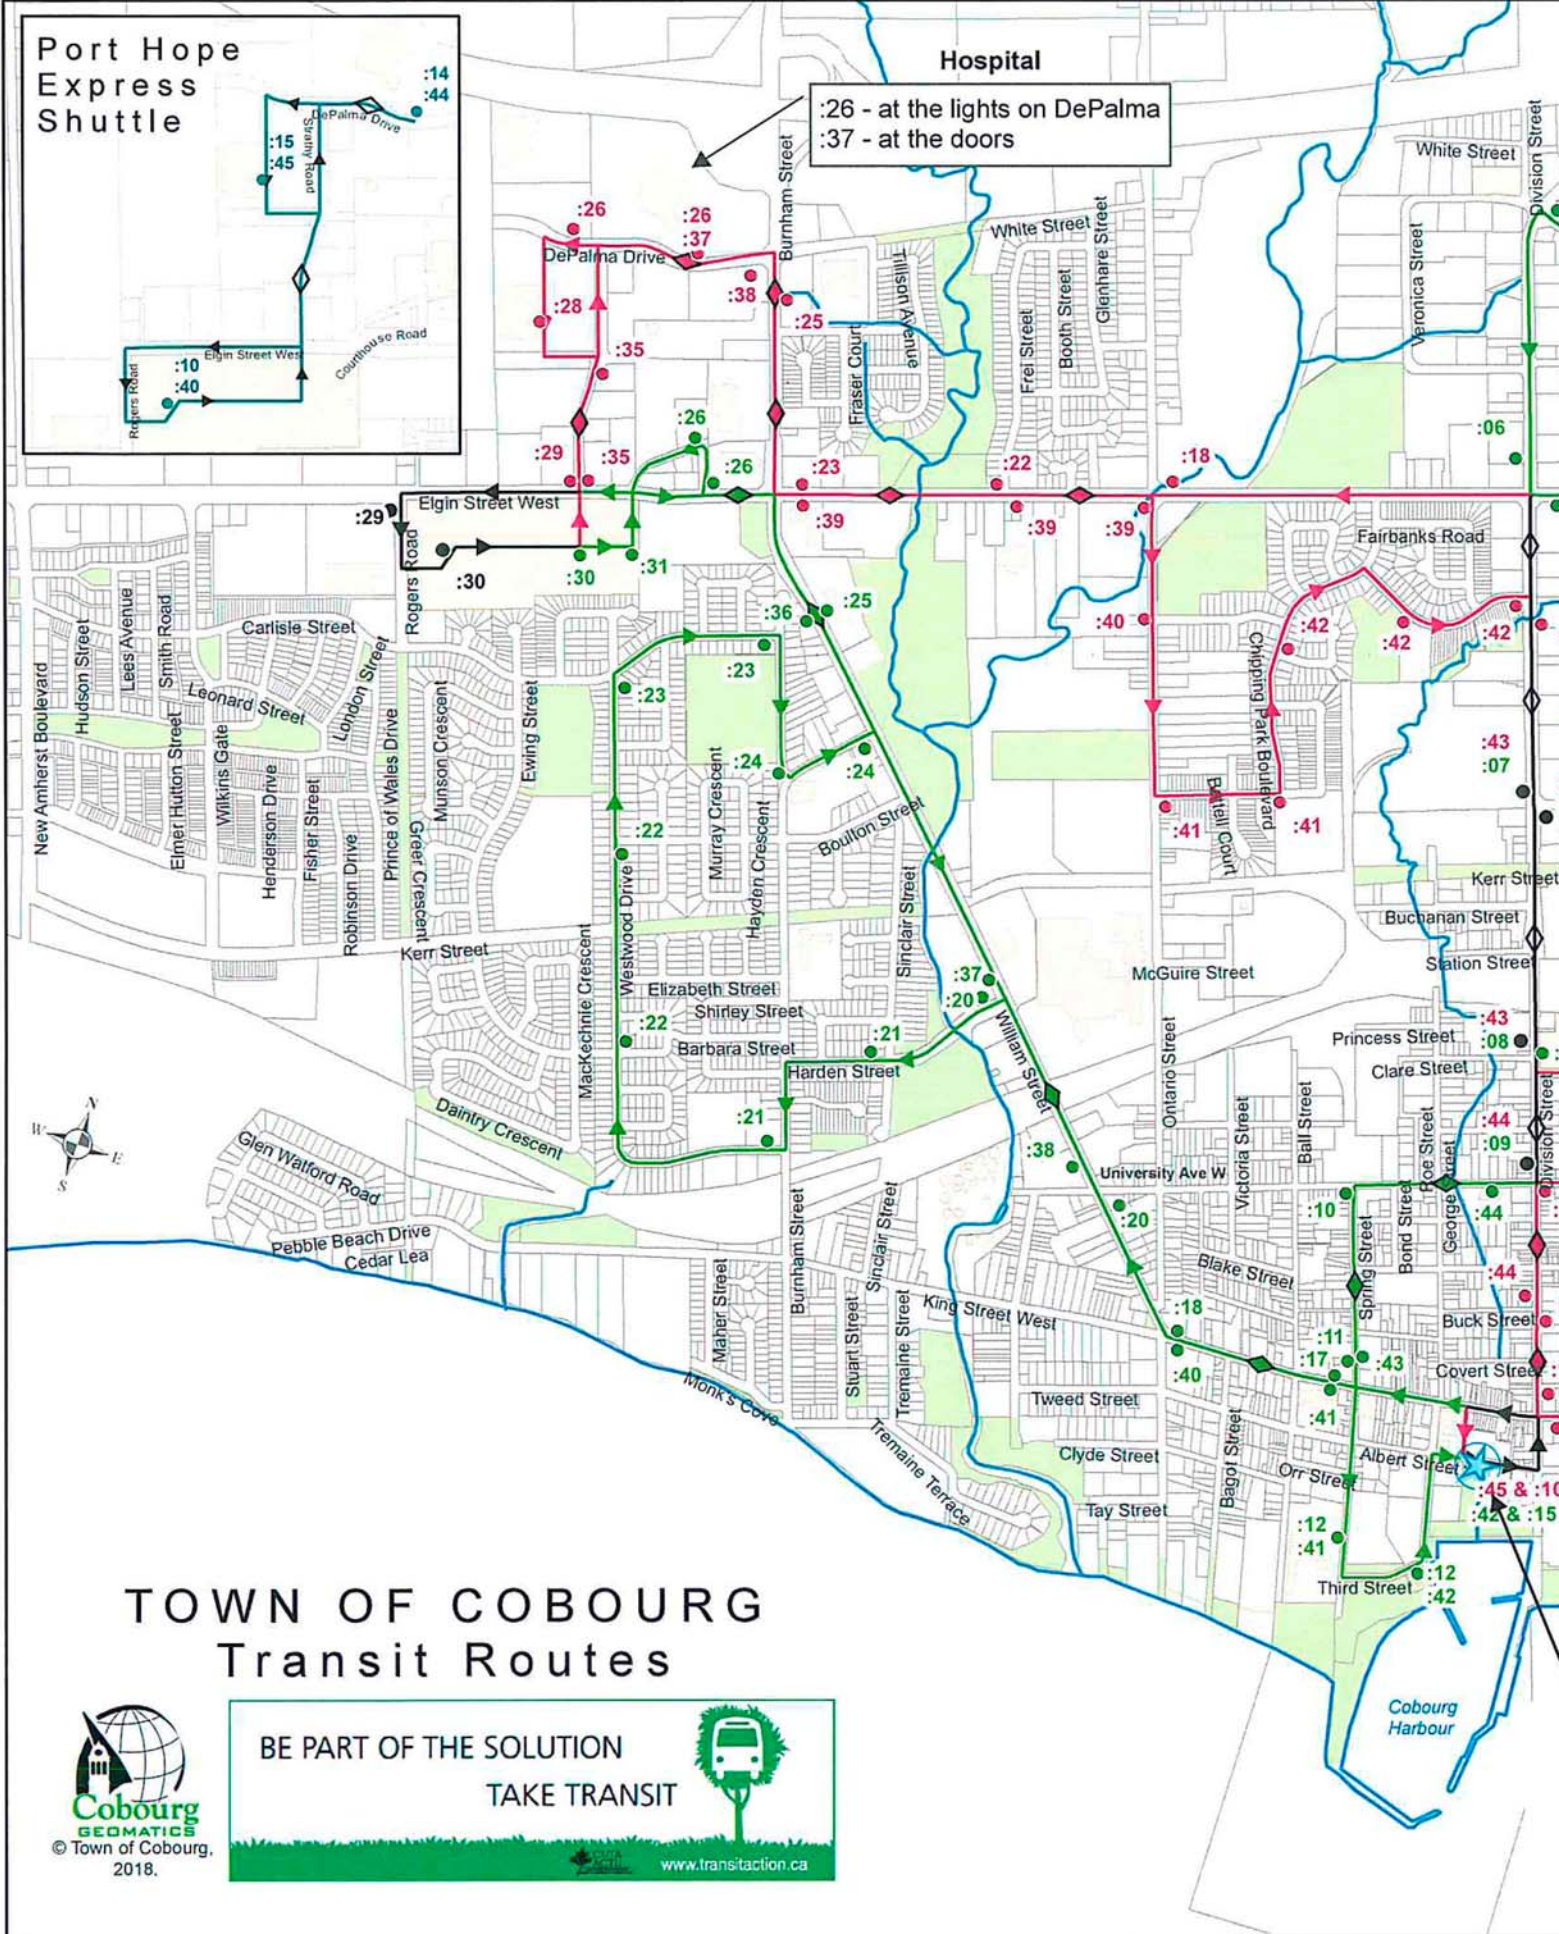 Port Hope
Express
Shuttle
:14
:44
DePalma Drive
Strathy Road
:15
:45
Elgin Street West
Courthouse Road
:10
:40
Rogers Road
Hospital
:26 - at the lights on DePalma
:37 - at the doors
Burnham Street
White Street
Division Street
White Street
Glenhare Street
Veronica Street
:26
:26
:37
DePalma Drive
:38
:25
Tillison Avenue
Booth Street
Frei Street
Fraser Court
:28
:35
:26
:06
:29
:35
:26
:23
:22
:18
Elgin Street West
:29
:39
:39
:39
Fairbanks Road
:30
:30
:31
Rogers Road
:36
:25
:40
:42
:42
:42
Carlisle Street
Lees Avenue
Smith Road
Hudson Street
London Street
Leonard Street
New Amherst Boulevard
Elmer Hutton Street
Wilkins Gate
Henderson Drive
Fisher Street
Robinson Drive
Prince of Wales Drive
Munson Crescent
Greer Crescent
Ewing Street
:23
:23
:24
:24
Chipping Park Boulevard
:43
:07
Battell Court
:41
:41
:22
Murray Crescent
Hayden Crescent
Boulton Street
Sinclair Street
Westwood Drive
MacKechnie Crescent
Kerr Street
Kerr Street
Buchanan Street
Station Street
McGuire Street
Elizabeth Street
Shirley Street
Barbara Street
:37
:20
:22
:21
Harden Street
William Street
Ontario Street
Princess Street
:43
:08
Clare Street
:21
Daintry Crescent
N
W
E
S
Glen Watford Road
Pebble Beach Drive
Cedar Lea
:38
University Ave W
:20
Victoria Street
Ball Street
Roe Street
:44
:09
Division Street
:10
Bond Street
George Street
:44
Spring Street
Burnham Street
Sinclair Street
Maher Street
Stuart Street
Tremaine Street
King Street West
Blake Street
:44
Buck Street
:18
:11
:17
:43
:40
Covert Street
Monk's Cove
Tweed Street
:41
Clyde Street
Bagot Street
Orr Street
Albert Street
Tremaine Terrace
Tay Street
:45 & :10
:42 & :15
:12
:41
Third Street
:12
:42
TOWN OF COBOURG
Transit Routes
Cobourg
Harbour
BE PART OF THE SOLUTION
TAKE TRANSIT
www.transitaction.ca
Cobourg
GEOMATICS
© Town of Cobourg,
2018.